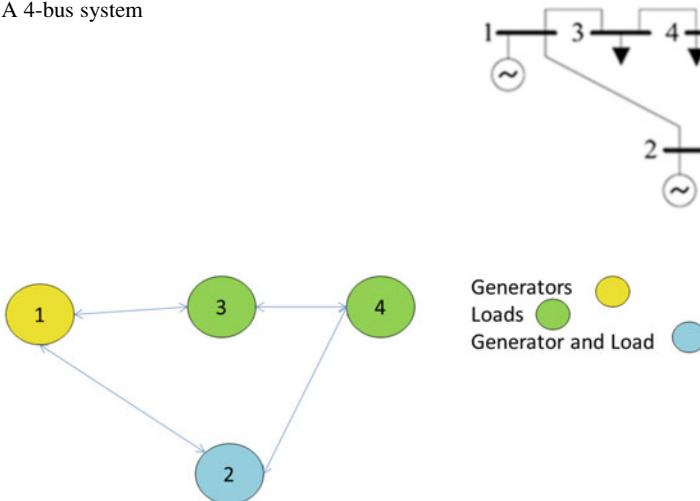 A 4-bus system
1
3
4
2
1
3
4
2
Generators
Loads
Generator and Load